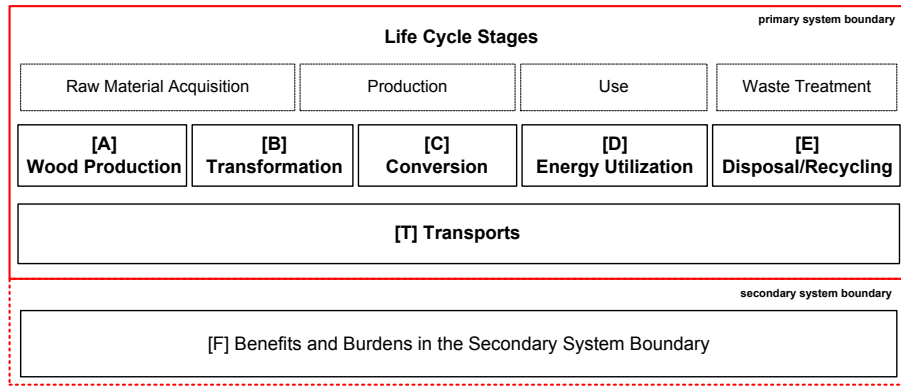 primary system boundary
Life Cycle Stages
Raw Material Acquisition
Production
Use
Waste Treatment
[A]
Wood Production
[B]
Transformation
[C]
Conversion
[D]
Energy Utilization
[E]
Disposal/Recycling
[T] Transports
secondary system boundary
[F] Benefits and Burdens in the Secondary System Boundary